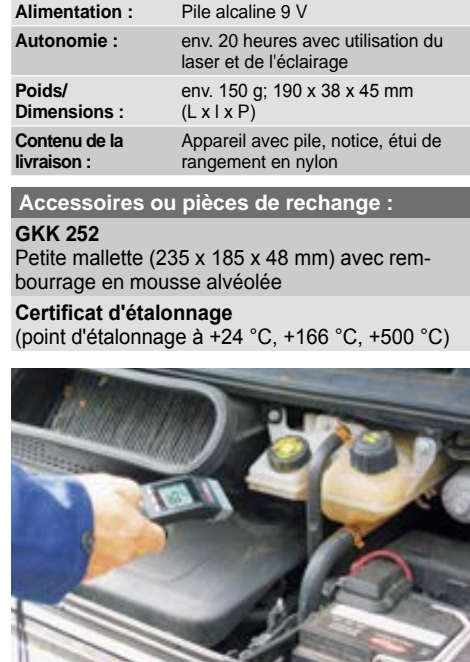 Alimentation : Pile alcaline 9 V
Autonomie : env. 20 heures avec utilisation du
laser et de l'éclairage
Poids/ env. 150 g; 190 x 38 x 45 mm
Dimensions : (L x l x P)
Contenu de la Appareil avec pile, notice, étui de
livraison : rangement en nylon
Accessoires ou pièces de rechange :
GKK 252
Petite mallette (235 x 185 x 48 mm) avec rem-
bourrage en mousse alvéolée
Certificat d'étalonnage
(point d'étalonnage à +24 °C, +166 °C, +500 °C)